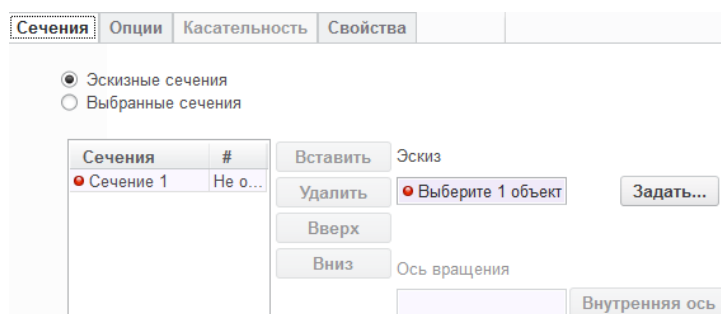 Сечения Опции Касательность Свойства
Эскизные сечения
Выбранные сечения
Сечения # Вставить Эскиз
Сечение 1 Не о... Удалить Выберите 1 объект Задать...
Вверх
Вниз Ось вращения
Внутренняя ось